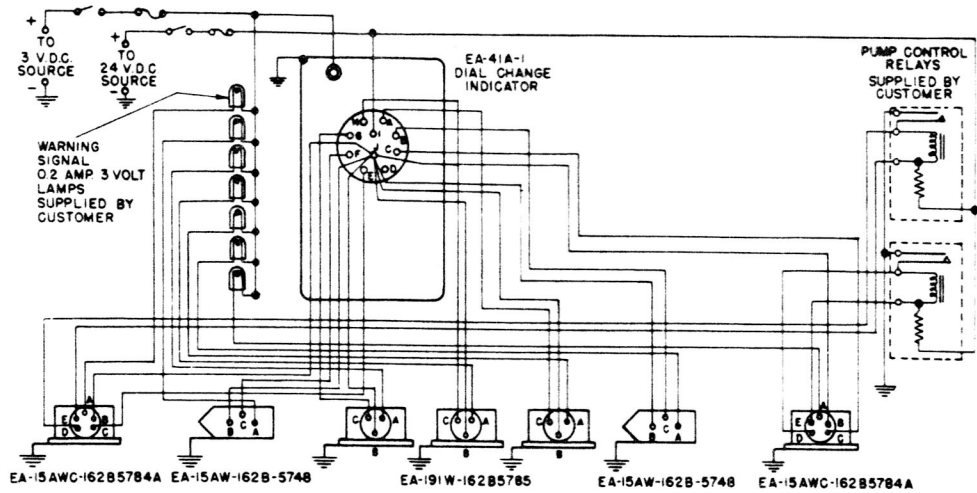 +
TO
3 V.D.C.
SOURCE
-
+
TO
24 V.D.C
SOURCE
-
WARNING
SIGNAL
0.2 AMP. 3 VOLT
LAMPS
SUPPLIED BY
CUSTOMER
EA-41A-1
DIAL CHANGE
INDICATOR
PUMP CONTROL
RELAYS
SUPPLIED BY
CUSTOMER
A
G
I
B
F
J
C
E
D
A
E
B
D
C
C
B
A
C
A
B
C
A
B
C
A
B
C
B
A
A
E
B
D
C
EA-15AWC-162B5784A
EA-15AW-162B-5748
EA-191W-162B5785
EA-15AW-162B-5748
EA-15AWC-162B5784A